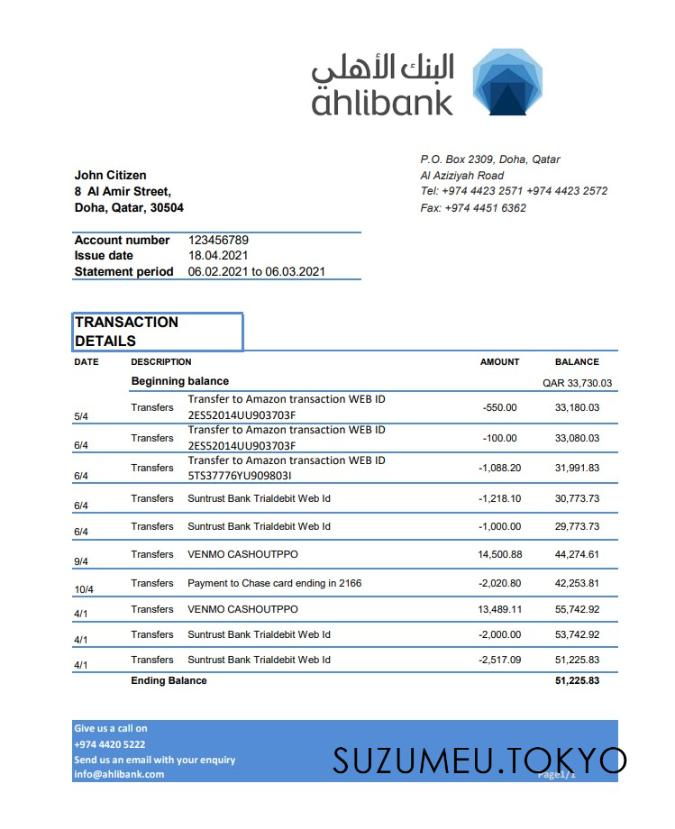 البنك الأهلي
ahlibank
P.O. Box 2309, Doha, Qatar
Al Aziziyah Road
Tel: +974 4423 2571 +974 4423 2572
Fax: +974 4451 6362
John Citizen
8 Al Amir Street,
Doha, Qatar, 30504
Account number 123456789
Issue date 18.04.2021
Statement period 06.02.2021 to 06.03.2021
TRANSACTION
DETAILS
DATE DESCRIPTION AMOUNT BALANCE
Beginning balance QAR 33,730.03
5/4 Transfers Transfer to Amazon transaction WEB ID
2ES52014UU903703F -550.00 33,180.03
6/4 Transfers Transfer to Amazon transaction WEB ID
2ES52014UU903703F -100.00 33,080.03
6/4 Transfers Transfer to Amazon transaction WEB ID
5TS37776YU909803I -1,088.20 31,991.83
6/4 Transfers Suntrust Bank Trialdebit Web Id -1,218.10 30,773.73
6/4 Transfers Suntrust Bank Trialdebit Web Id -1,000.00 29,773.73
9/4 Transfers VENMO CASHOUTPPO 14,500.88 44,274.61
10/4 Transfers Payment to Chase card ending in 2166 -2,020.80 42,253.81
4/1 Transfers VENMO CASHOUTPPO 13,489.11 55,742.92
4/1 Transfers Suntrust Bank Trialdebit Web Id -2,000.00 53,742.92
4/1 Transfers Suntrust Bank Trialdebit Web Id -2,517.09 51,225.83
Ending Balance 51,225.83
Give us a call on
+974 4420 5222
Send us an email with your enquiry
info@ahlibank.com
SUZUMEU.TOKYO
Page1/1